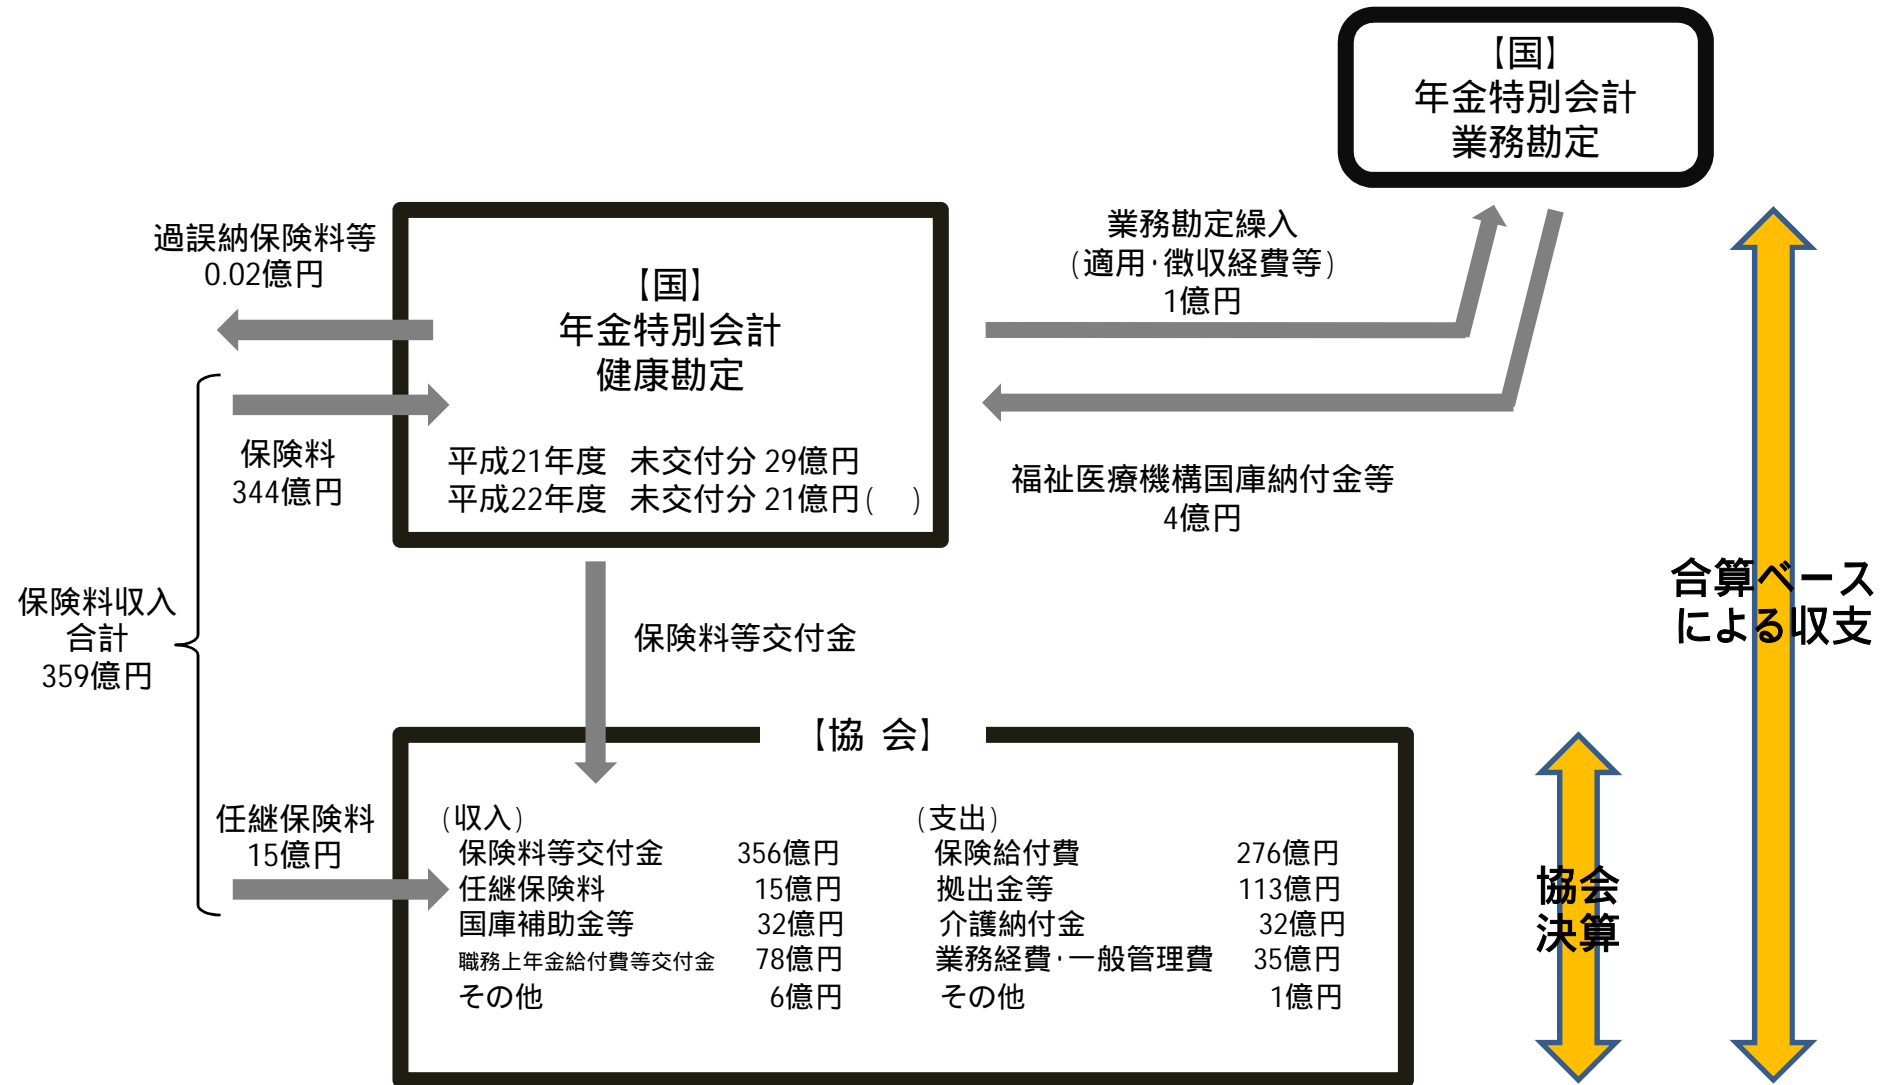 【国】
年金特別会計
業務勘定
過誤納保険料等
0.02億円
【国】
年金特別会計
健康勘定
平成21年度 未交付分 29億円
平成22年度 未交付分 21億円( )
業務勘定繰入
(適用・徴収経費等)
1億円
福祉医療機構国庫納付金等
4億円
保険料
344億円
保険料収入
合計
359億円
保険料等交付金
合算ベース
による収支
【協 会】
任継保険料
15億円
(収入)
保険料等交付金 356億円
任継保険料 15億円
国庫補助金等 32億円
職務上年金給付費等交付金 78億円
その他 6億円
(支出)
保険給付費 276億円
拠出金等 113億円
介護納付金 32億円
業務経費・一般管理費 35億円
その他 1億円
協会
決算